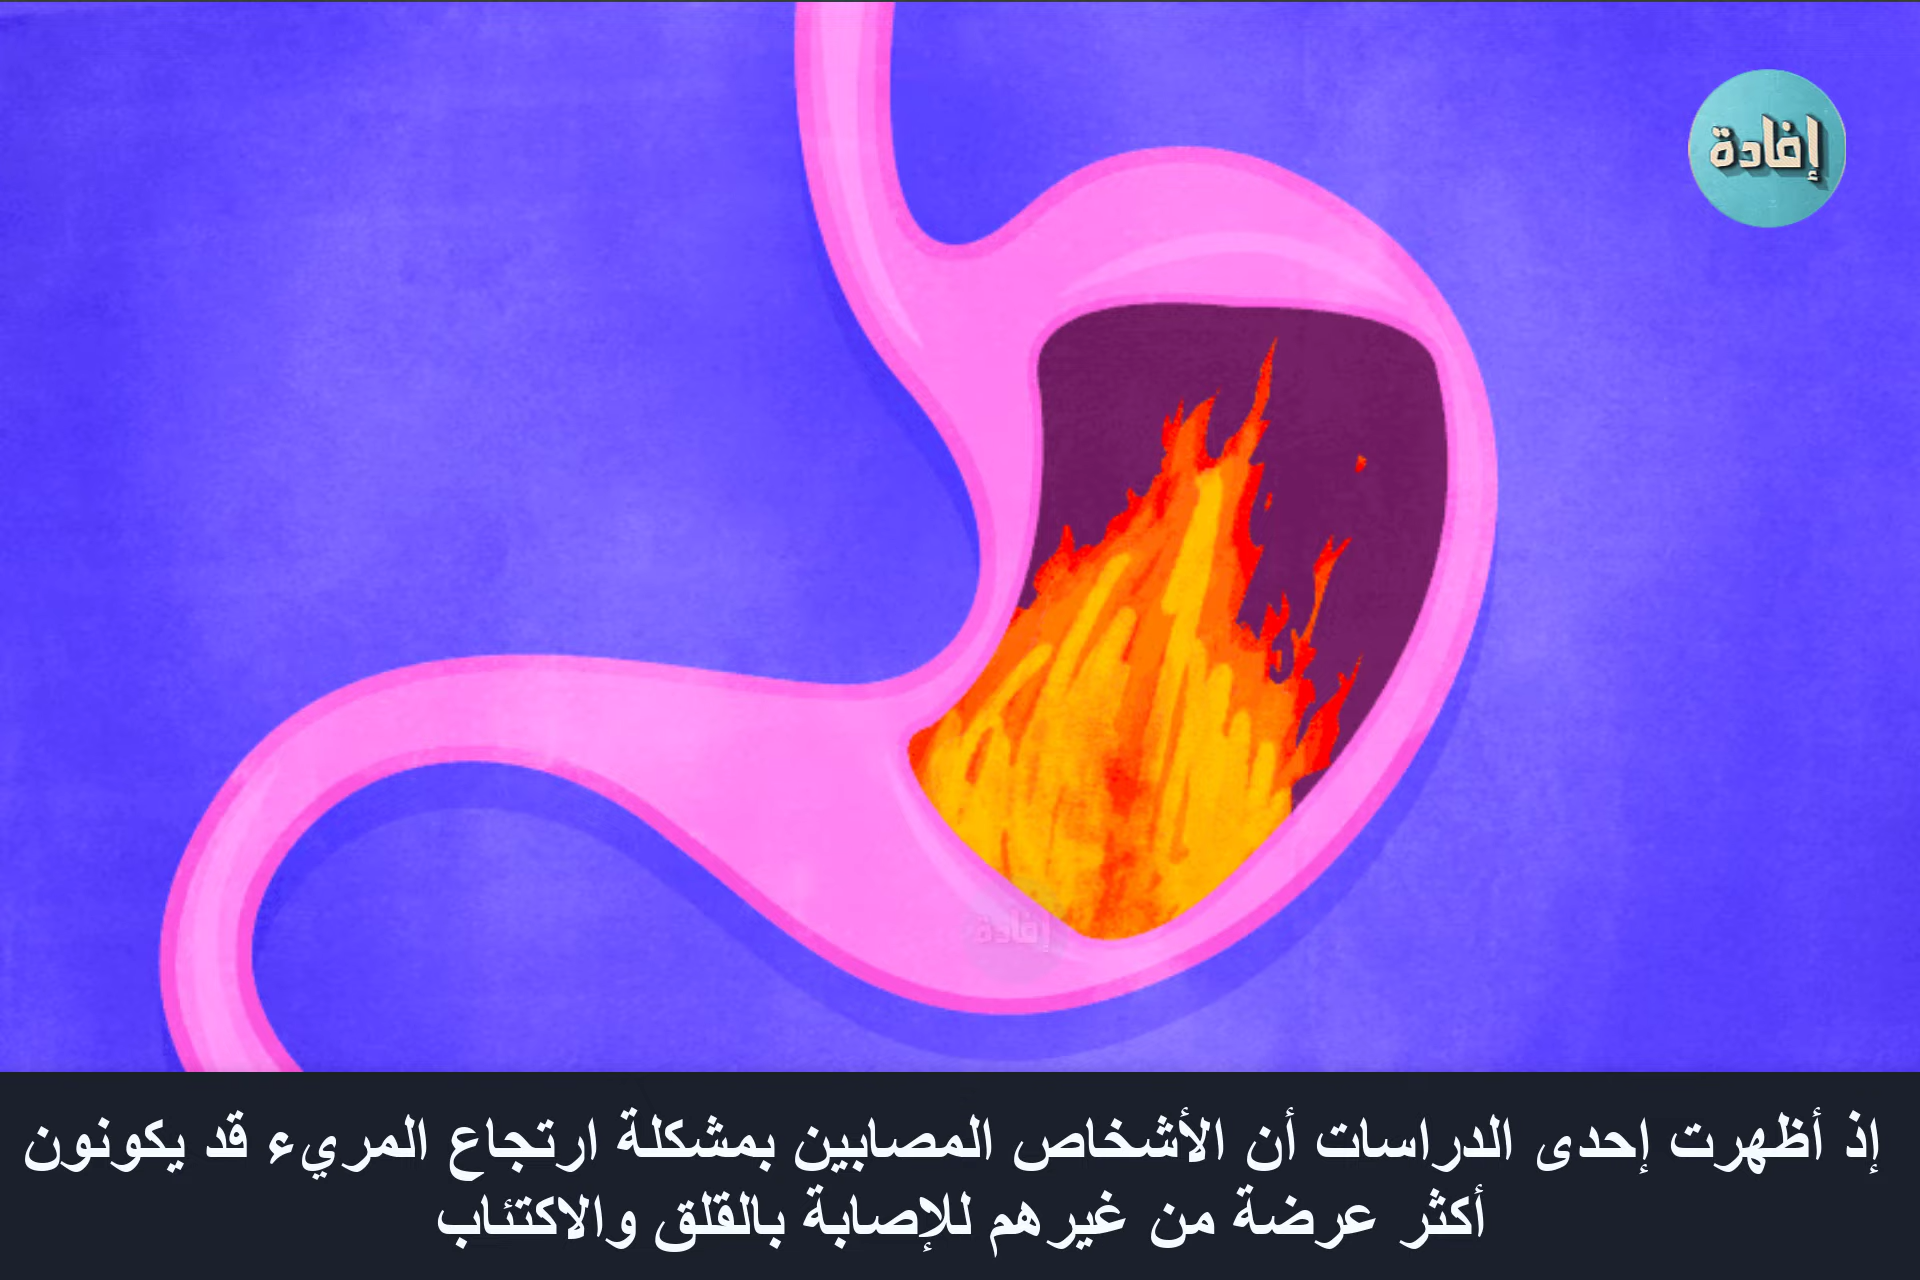 إفادة
إفادة
إذ أظهرت إحدى الدراسات أن الأشخاص المصابين بمشكلة ارتجاع المريء قد يكونون
أكثر عرضة من غيرهم للإصابة بالقلق والاكتئاب